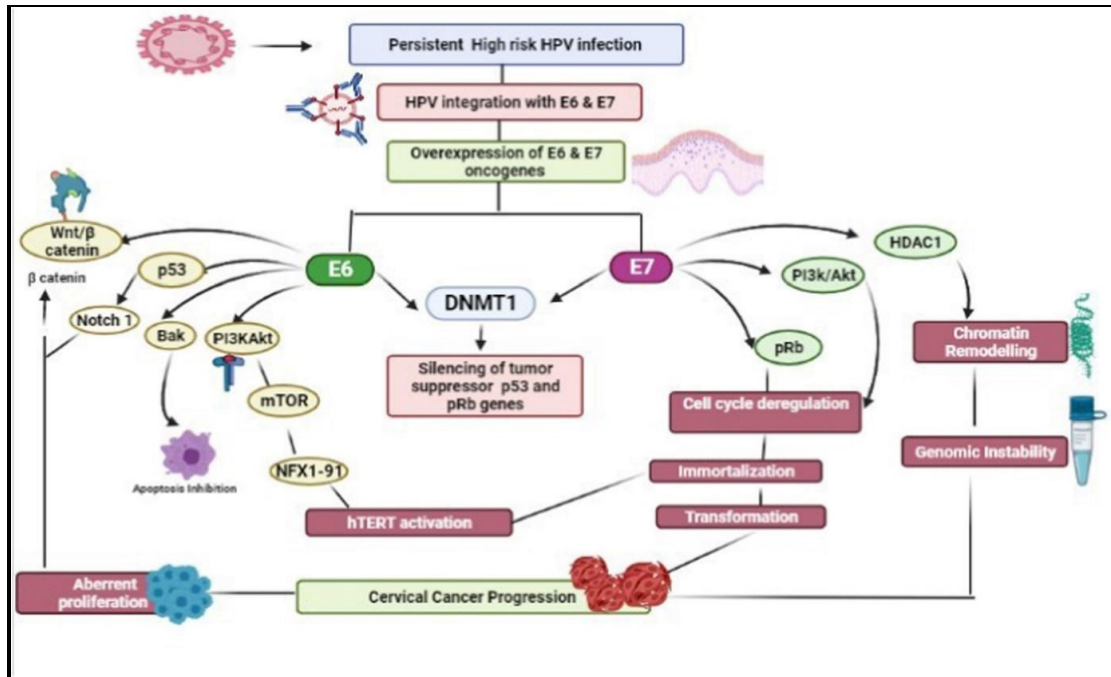 Persistent High risk HPV infection
HPV integration with E6 & E7
Overexpression of E6 & E7
oncogenes
Wnt/β
catenin
β catenin
p53
Notch 1
Bak
PI3KAkt
mTOR
NFX1-91
Apoptosis Inhibition
E6
E7
DNMT1
Silencing of tumor
suppressor p53 and
pRb genes
HDAC1
PI3k/Akt
pRb
Chromatin
Remodelling
Cell cycle deregulation
Genomic Instability
Immortalization
Transformation
hTERT activation
Aberrent
proliferation
Cervical Cancer Progression